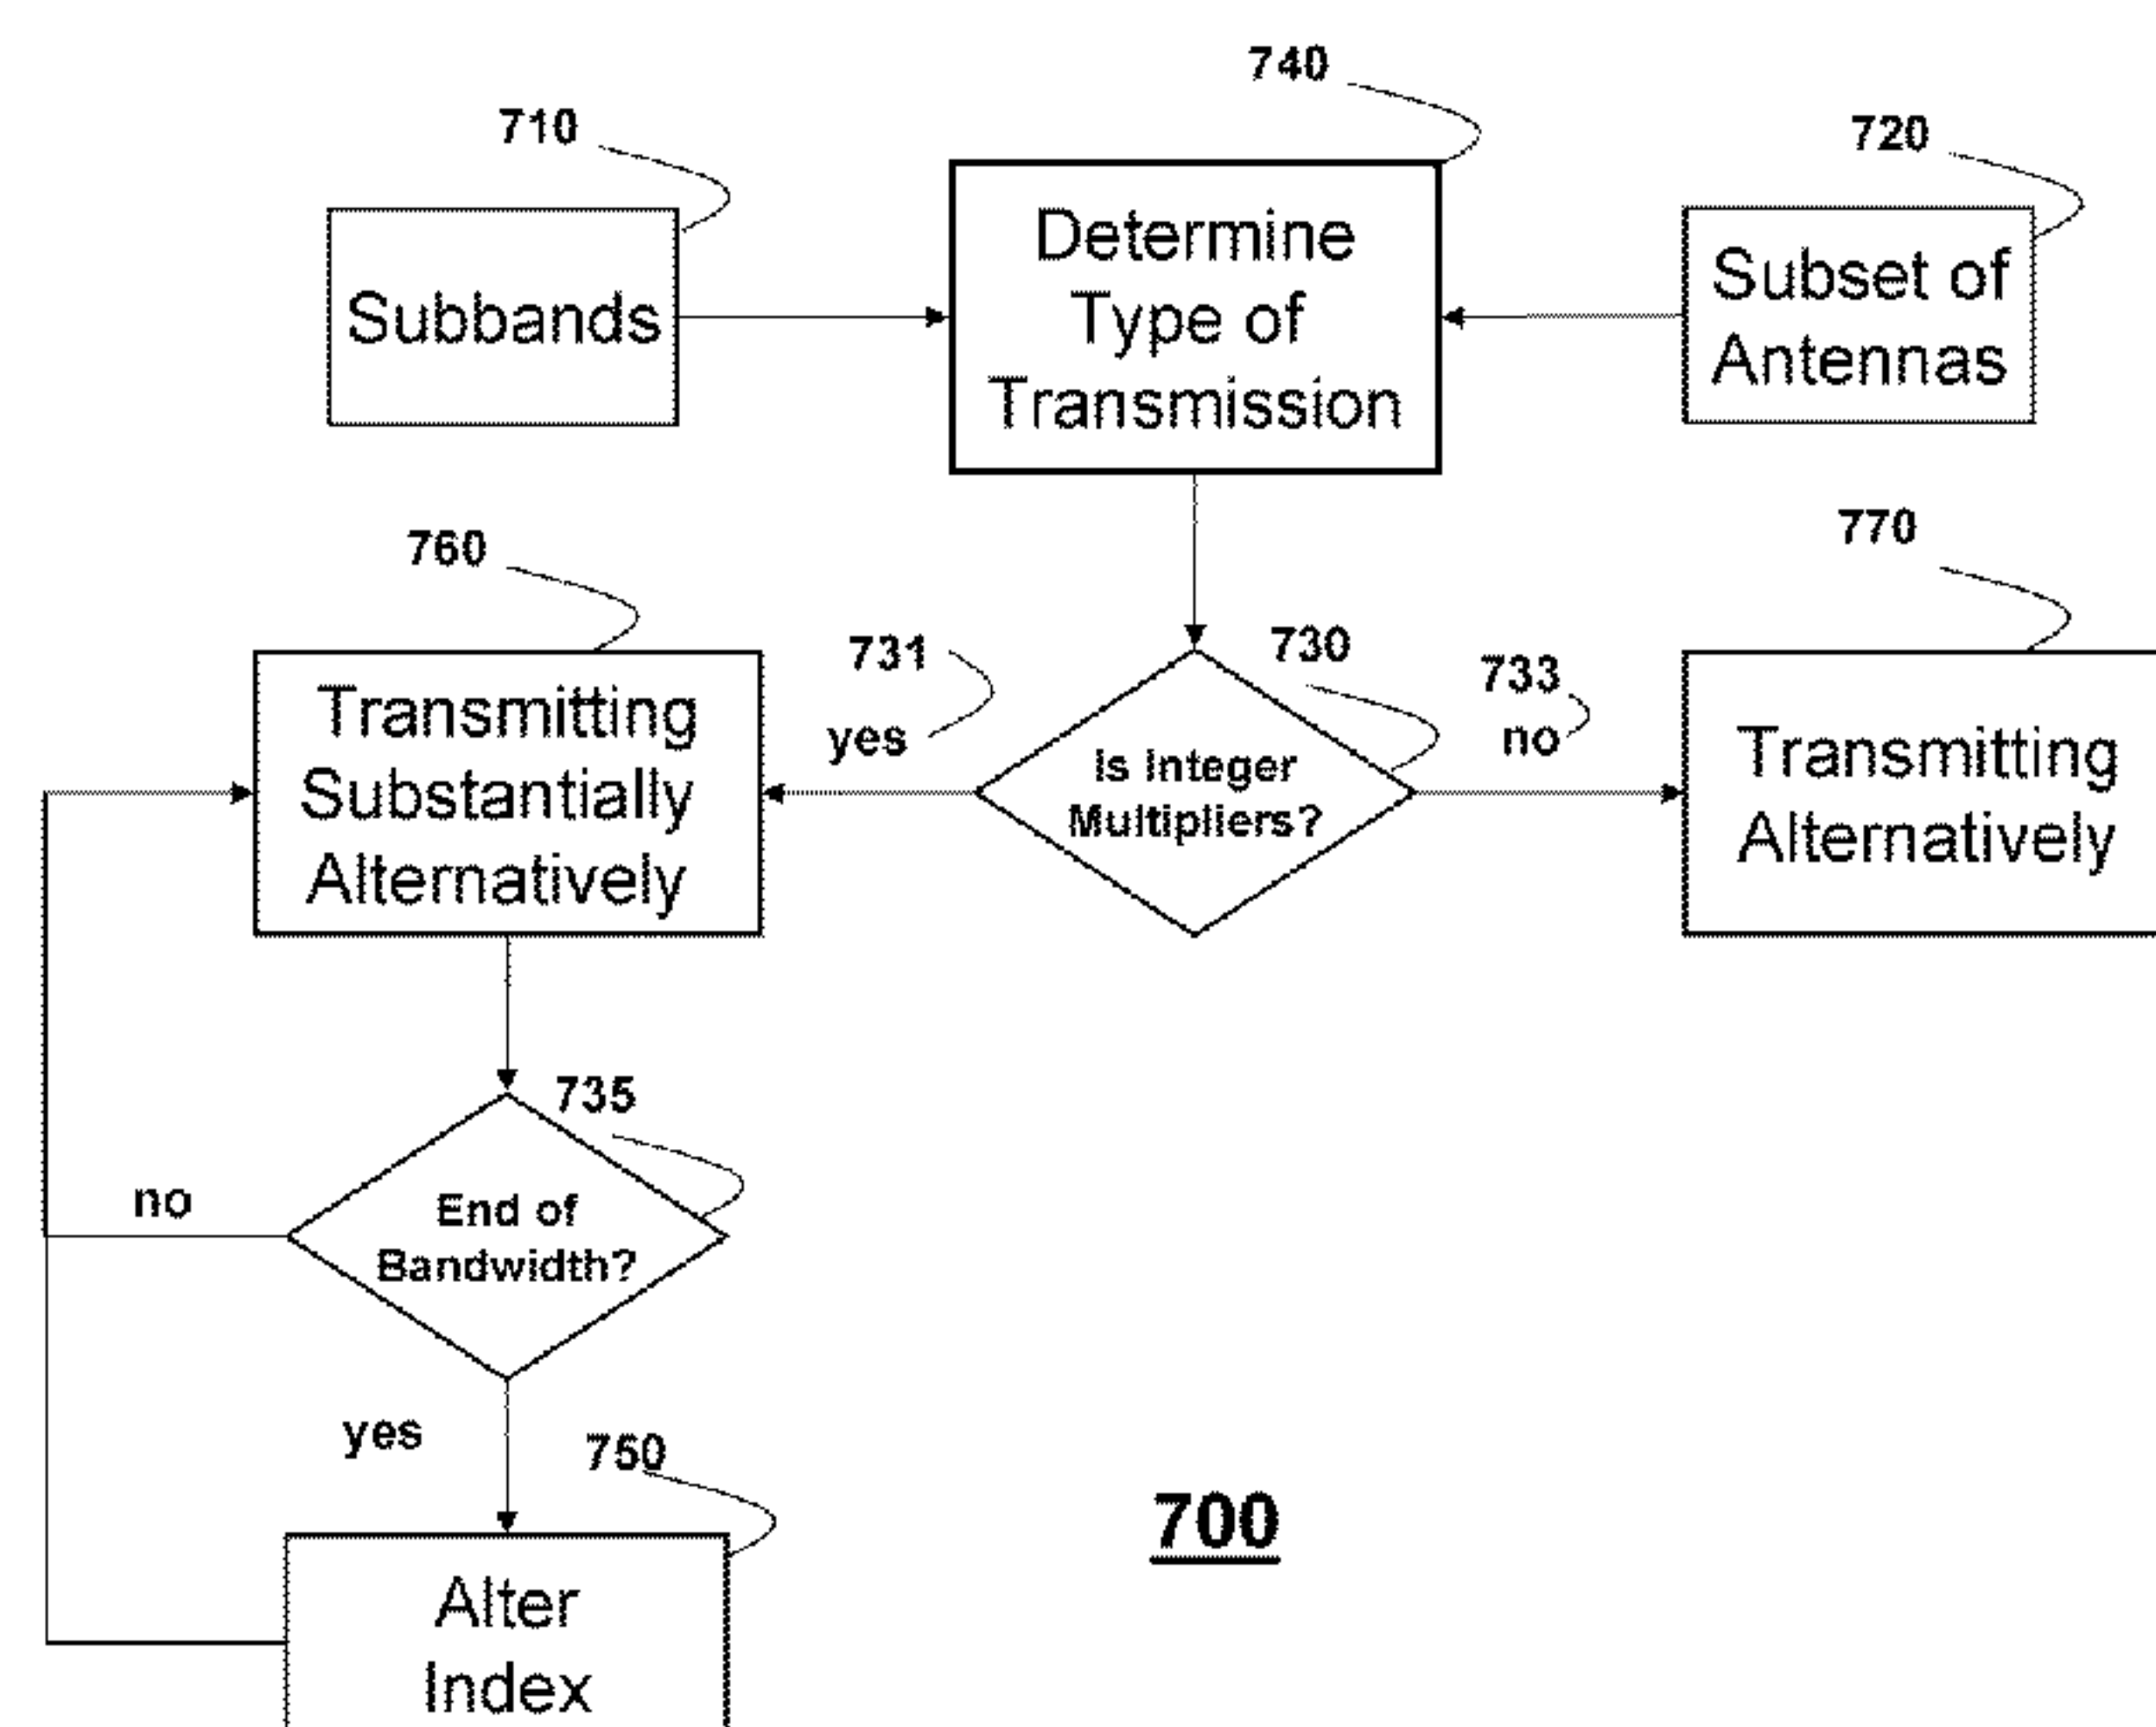 740
710
720
Determine
Type of
Transmission
Subbands
Subset of
Antennas
760
770
731
730
733
yes
no
Transmitting
Substantially
Alternatively
Is Integer
Multipliers?
Transmitting
Alternatively
735
no
End of
Bandwidth?
yes
750
700
Alter
Index